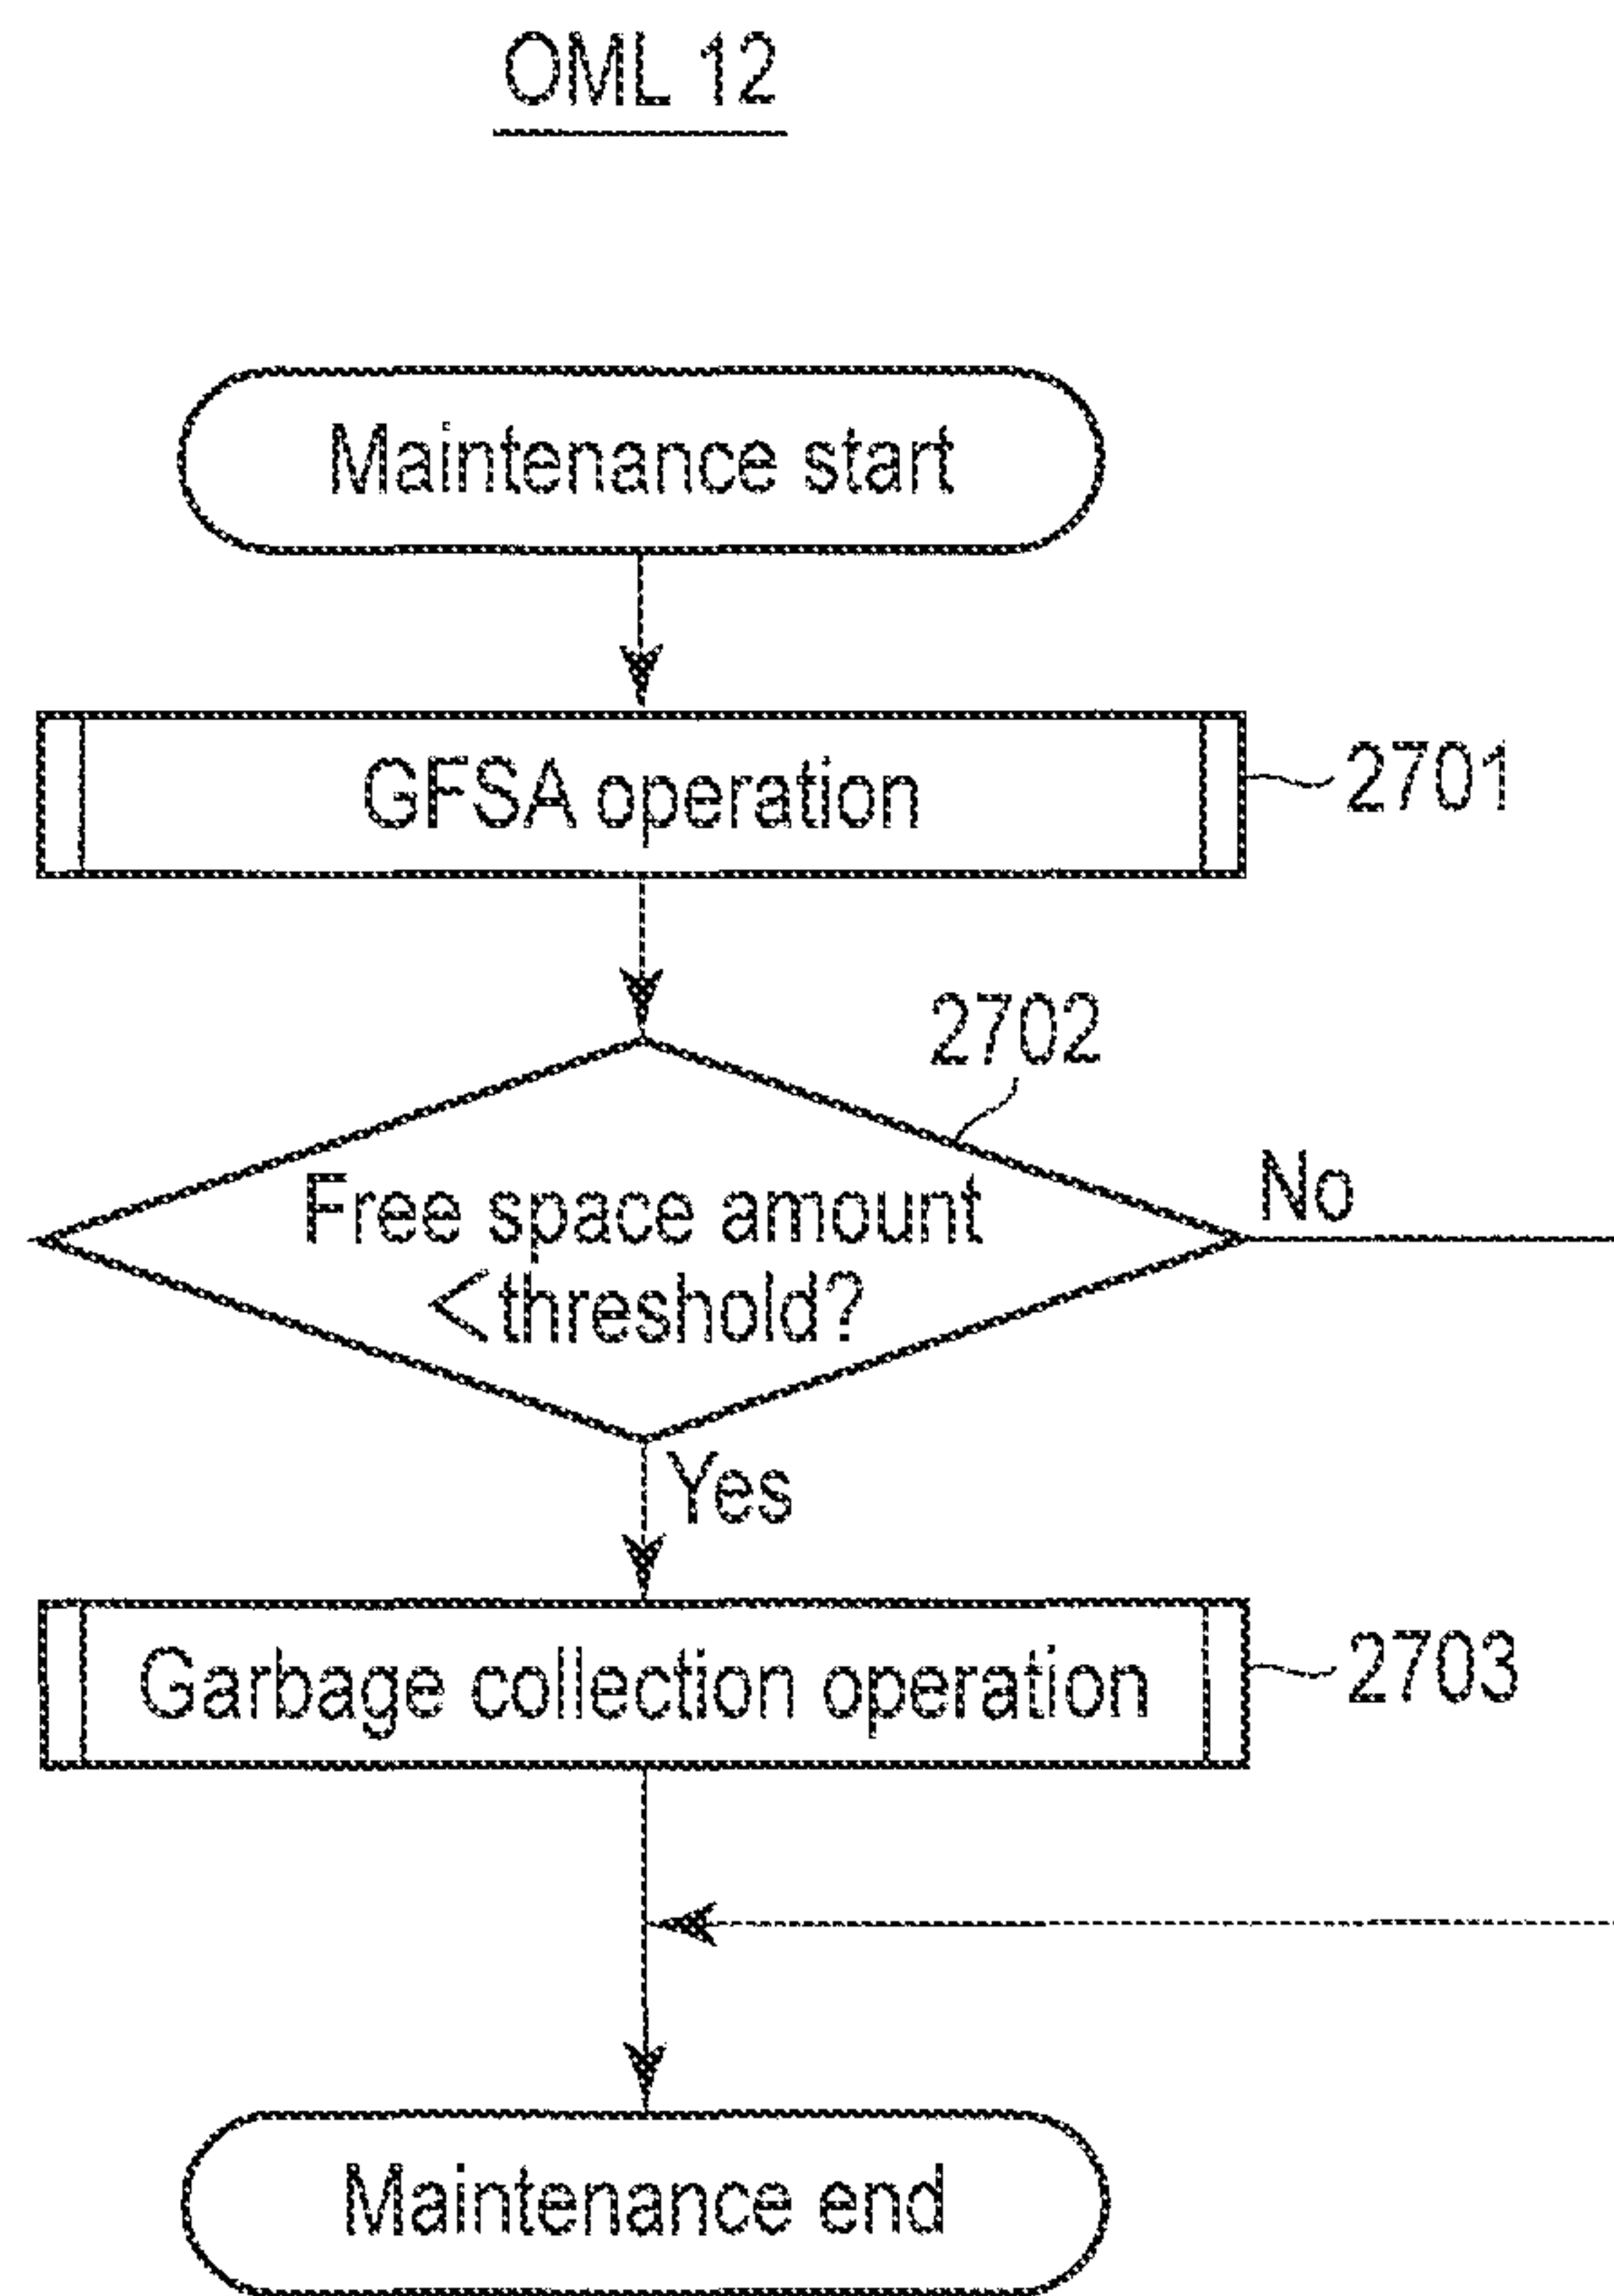 OML 12
Maintenance start
GFSA operation
2701
2702
Free space amount
<threshold?
No
Yes
Garbage collection operation
2703
Maintenance end